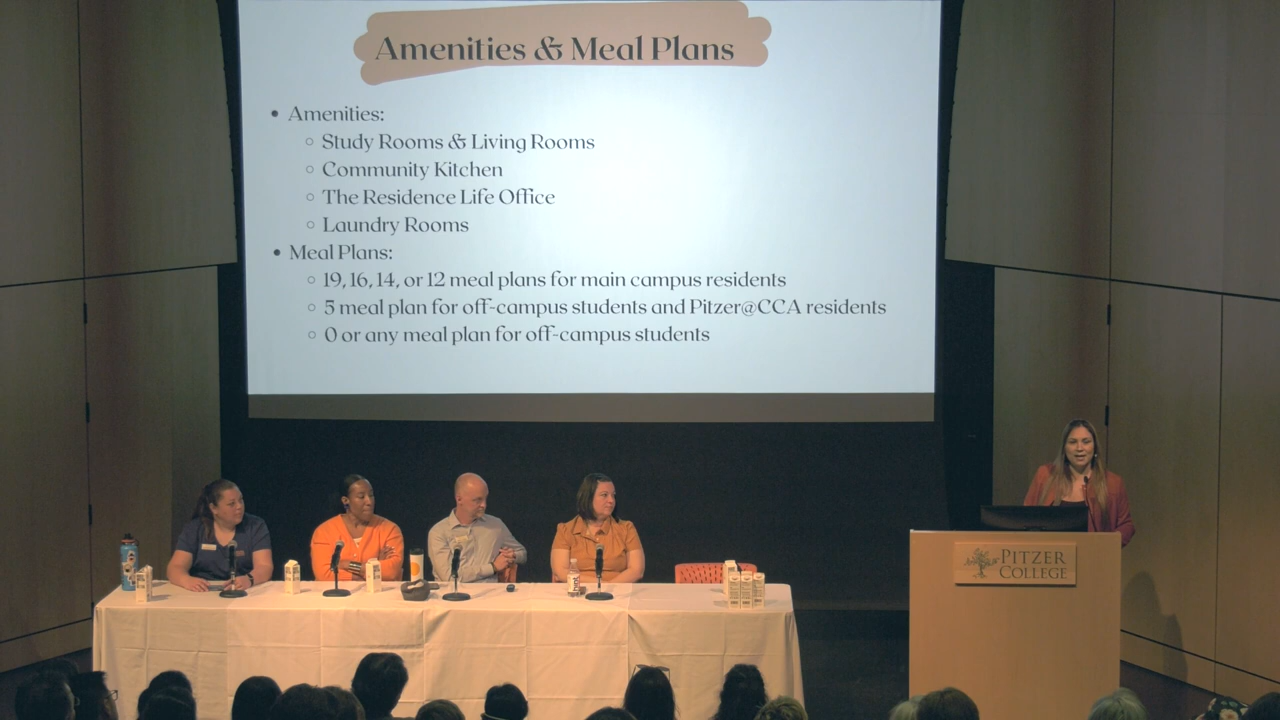 Amenities & Meal Plans
• Amenities:
○ Study Rooms & Living Rooms
○ Community Kitchen
○ The Residence Life Office
○ Laundry Rooms
• Meal Plans:
○ 19, 16, 14, or 12 meal plans for main campus residents
○ 5 meal plan for off-campus students and Pitzer@CCA residents
○ 0 or any meal plan for off-campus students
PITZER
COLLEGE